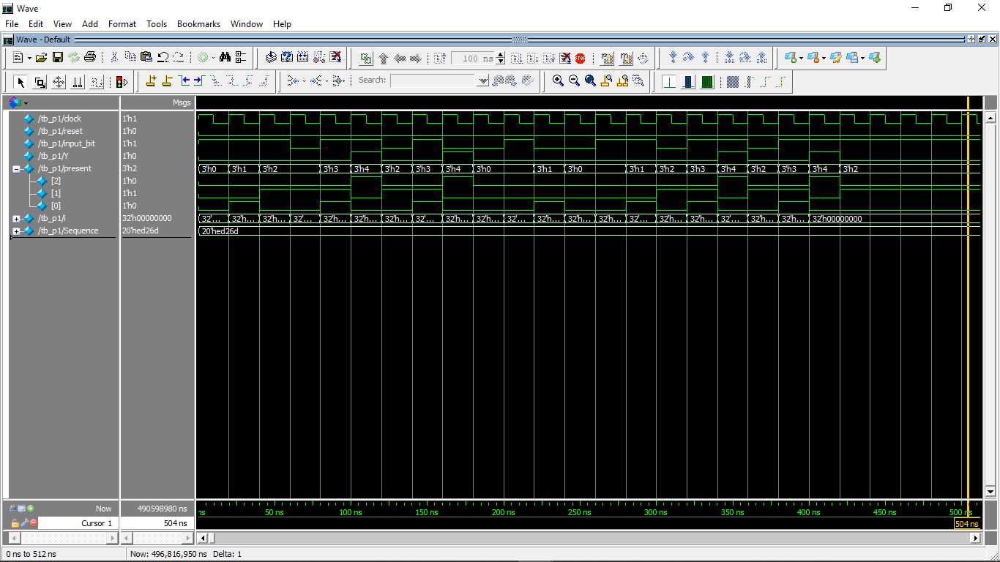 Wave
File Edit View Add Format Tools Bookmarks Window Help
Wave - Default
100 ns
Search:
Msgs
/tb_p1/clock 1'h1
/tb_p1/reset 1'h0
/tb_p1/input_bit 1'h1
/tb_p1/Y 1'h0
/tb_p1/present 3'h2 3'h0 3'h1 3'h2 3'h3 3'h4 3'h2 3'h3 3'h4 3'h0 3'h1 3'h0 3'h1 3'h2 3'h3 3'h4 3'h2 3'h3 3'h4 3'h2
[2] 1'h0
[1] 1'h1
[0] 1'h0
/tb_p1/i 32'h00000000 32'... 32'h... 32'h... 32'... 32'h... 32'h... 32'h... 32'... 32'h... 32'h... 32'... 32'h... 32'h... 32'h... 32'... 32'h... 32'h... 32'... 32'h... 32'h... 32'h00000000
/tb_p1/Sequence 20'hed26d 20'hed26d
Now 490598980 ns ns 50 ns 100 ns 150 ns 200 ns 250 ns 300 ns 350 ns 400 ns 450 ns 500 ns
Cursor 1 504 ns 504 ns
0 ns to 512 ns Now: 496,816,950 ns Delta: 1